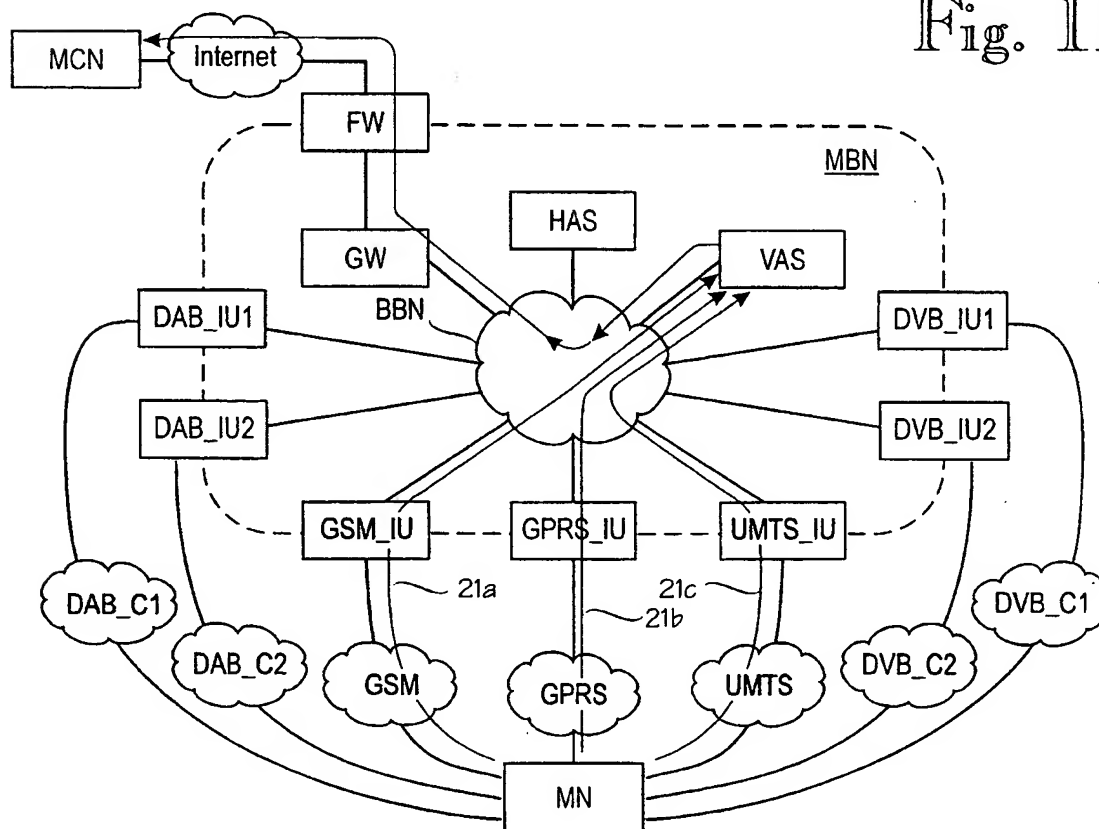 Fig. 1
MCN
Internet
FW
MBN
HAS
GW
VAS
BBN
DAB_IU1
DVB_IU1
DAB_IU2
DVB_IU2
GSM_IU
GPRS_IU
UMTS_IU
21a
21c
21b
DAB_C1
DVB_C1
DAB_C2
DVB_C2
GSM
GPRS
UMTS
MN